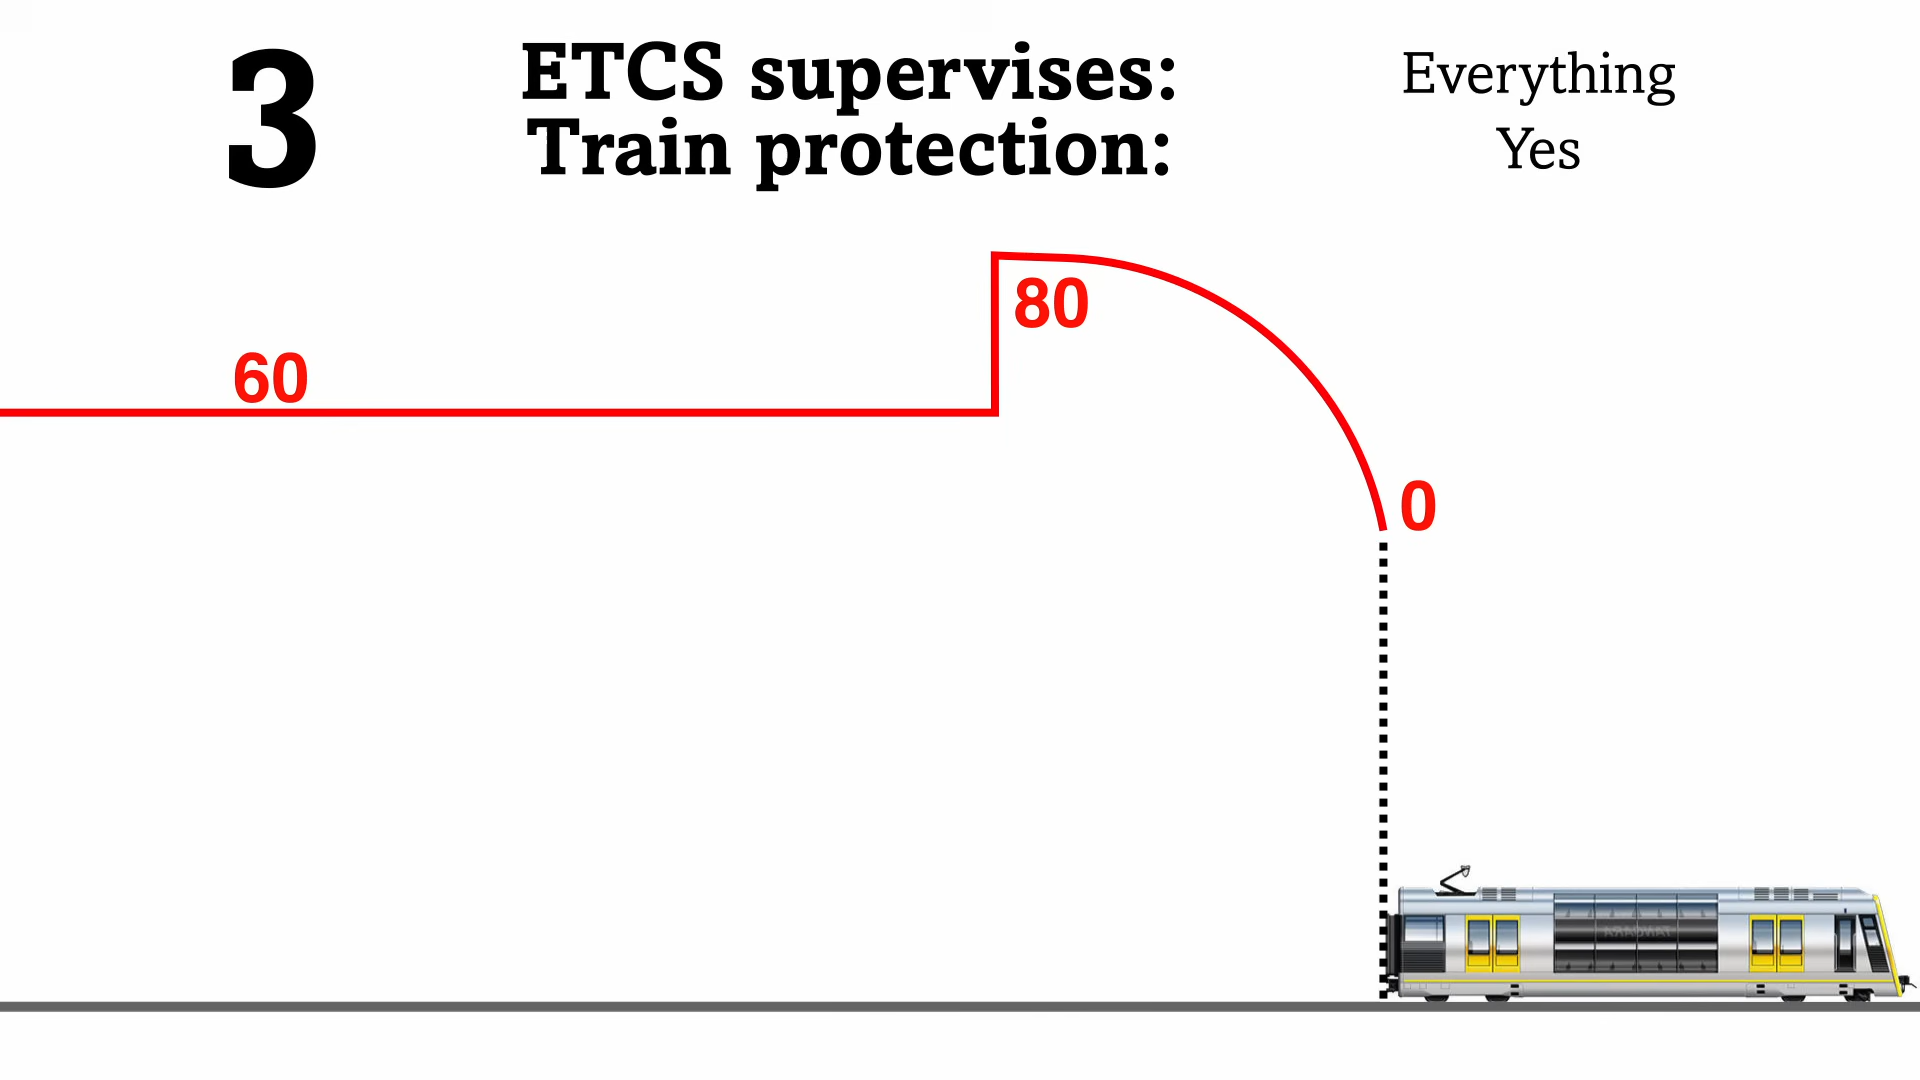 3
ETCS supervises: Everything
Train protection: Yes
80
60
0